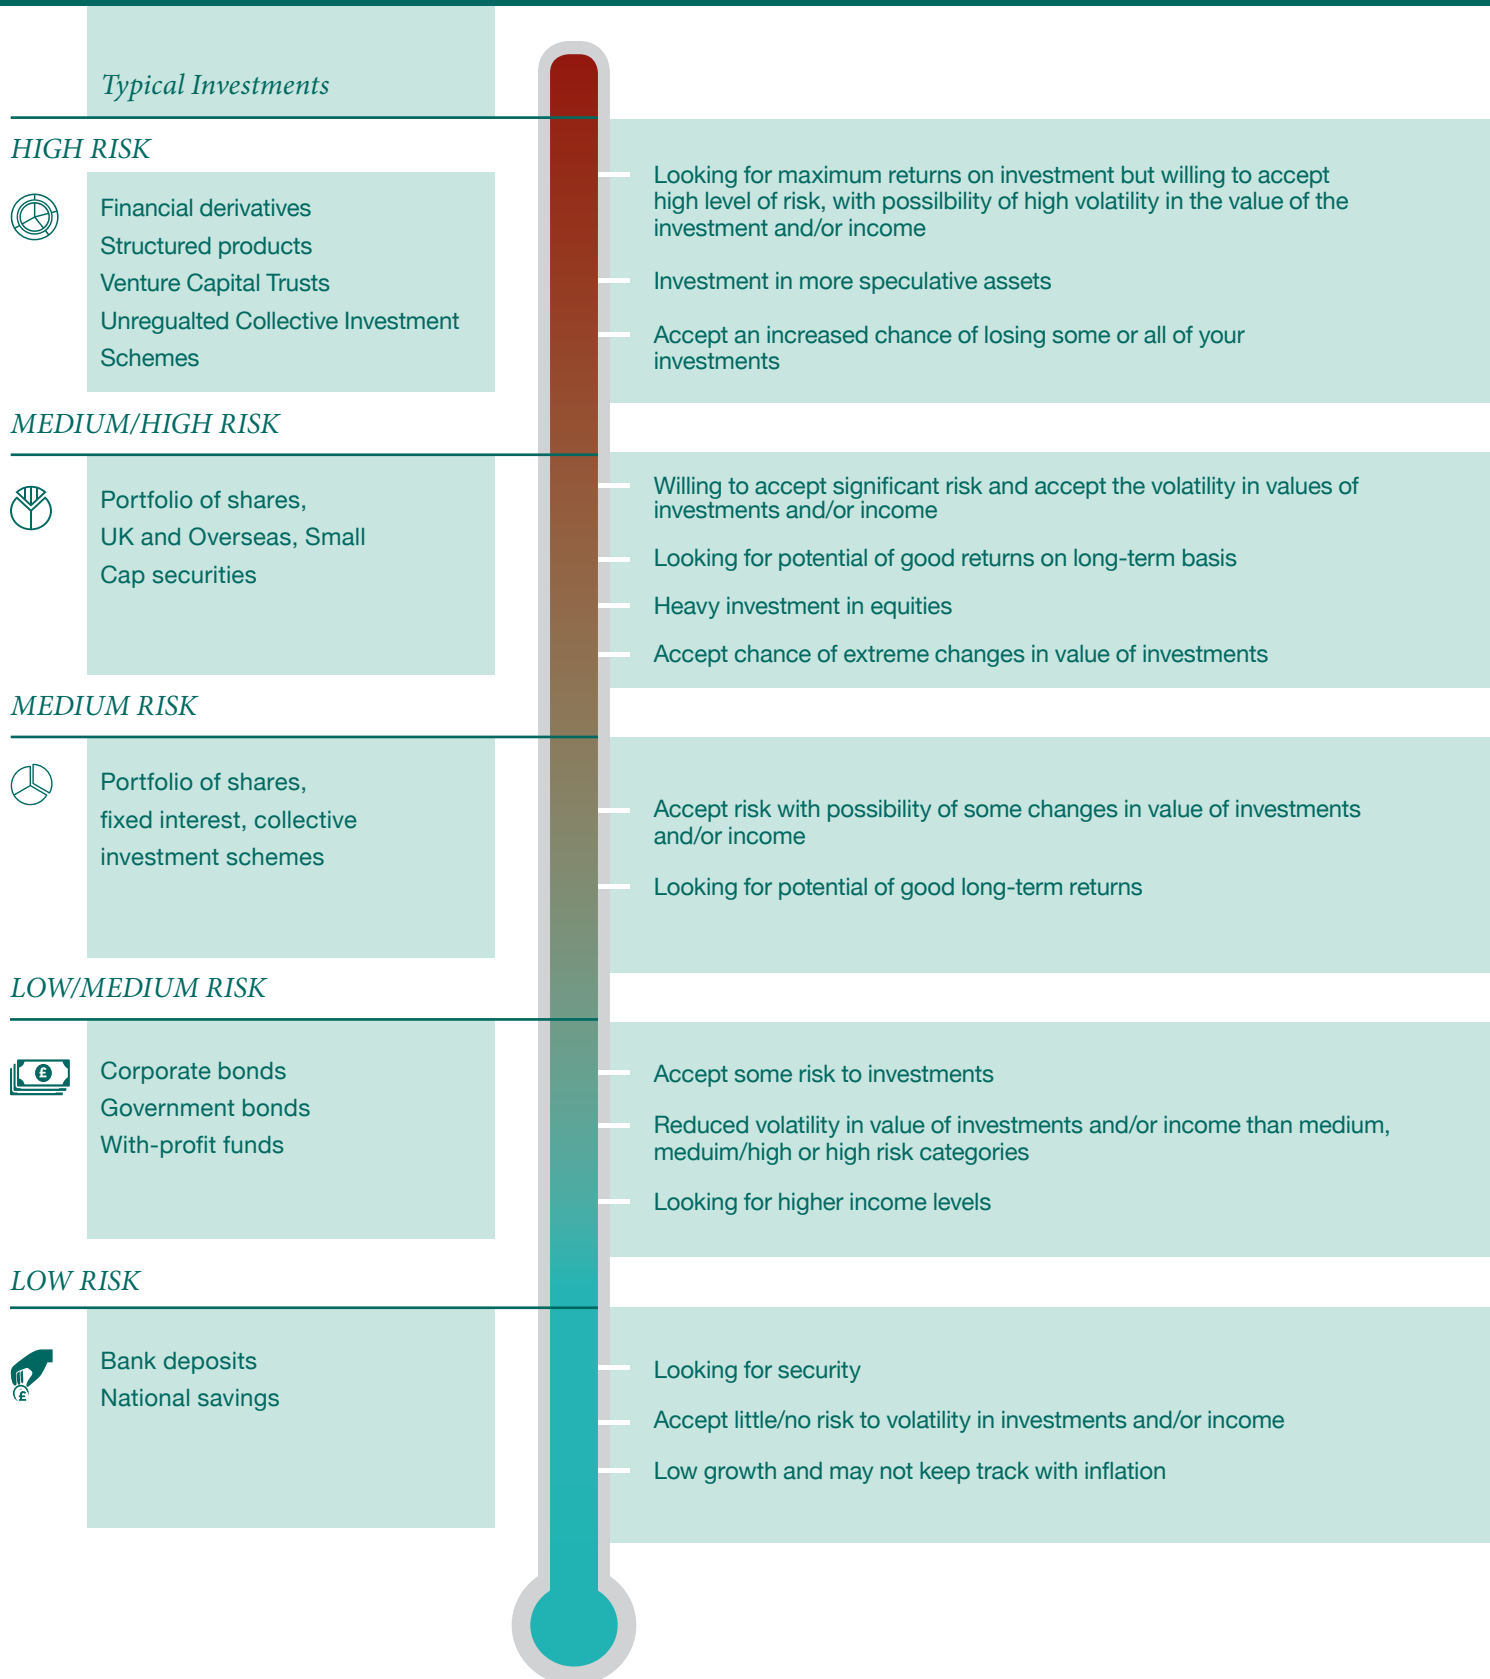 Typical Investments
HIGH RISK
Financial derivatives
Structured products
Venture Capital Trusts
Unregualted Collective Investment
Schemes
Looking for maximum returns on investment but willing to accept
high level of risk, with possilbility of high volatility in the value of the
investment and/or income
Investment in more speculative assets
Accept an increased chance of losing some or all of your
investments
MEDIUM/HIGH RISK
Portfolio of shares,
UK and Overseas, Small
Cap securities
Willing to accept significant risk and accept the volatility in values of
investments and/or income
Looking for potential of good returns on long-term basis
Heavy investment in equities
Accept chance of extreme changes in value of investments
MEDIUM RISK
Portfolio of shares,
fixed interest, collective
investment schemes
Accept risk with possibility of some changes in value of investments
and/or income
Looking for potential of good long-term returns
LOW/MEDIUM RISK
£
Corporate bonds
Government bonds
With-profit funds
Accept some risk to investments
Reduced volatility in value of investments and/or income than medium,
meduim/high or high risk categories
Looking for higher income levels
LOW RISK
£
Bank deposits
National savings
Looking for security
Accept little/no risk to volatility in investments and/or income
Low growth and may not keep track with inflation